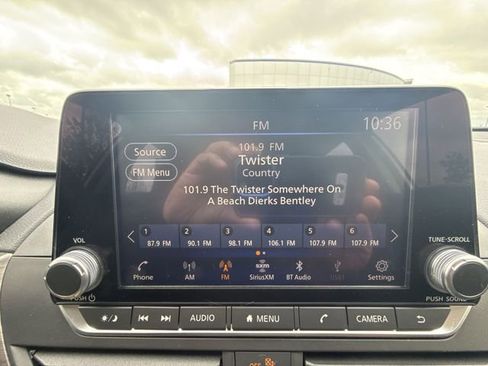 FM
10:36
Source
FM Menu
101.9 FM
Twister
Country
101.9 The Twister Somewhere On
A Beach Dierks Bentley
1 2 3 4 5 6
87.9 FM 90.1 FM 98.1 FM 106.1 FM 107.9 FM 107.9 FM
VOL
TUNE-SCROLL
SXM
Phone AM FM SiriusXM BT Audio USB1 Settings
PUSH
PUSH SOUND
AUDIO MENU CAMERA